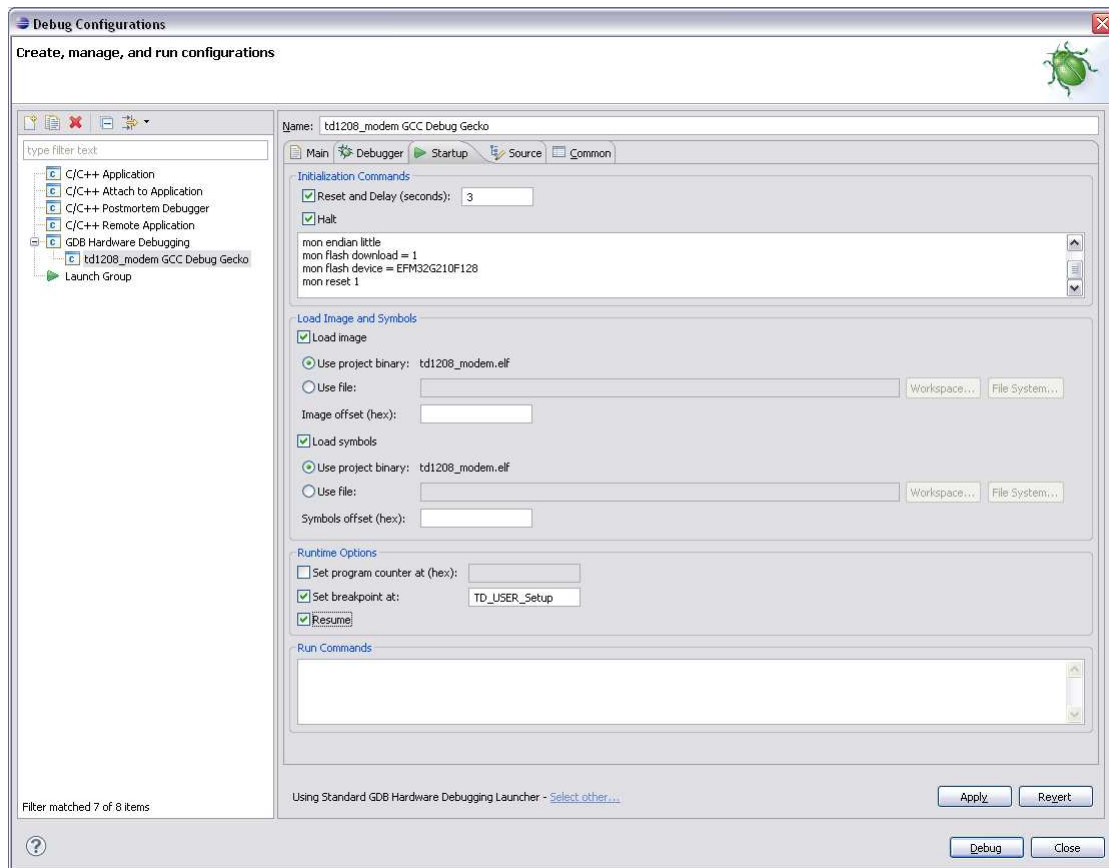 Debug Configurations
Create, manage, and run configurations
type filter text
C/C++ Application
C/C++ Attach to Application
C/C++ Postmortem Debugger
C/C++ Remote Application
GDB Hardware Debugging
td1208_modem GCC Debug Gecko
Launch Group
Filter matched 7 of 8 items
Name: td1208_modem GCC Debug Gecko
Main Debugger Startup Source Common
Initialization Commands
Reset and Delay (seconds): 3
Halt
mon endian little
mon flash download = 1
mon flash device = EFM32G210F128
mon reset 1
Load Image and Symbols
Load image
Use project binary: td1208_modem.elf
Use file: Workspace... File System...
Image offset (hex):
Load symbols
Use project binary: td1208_modem.elf
Use file: Workspace... File System...
Symbols offset (hex):
Runtime Options
Set program counter at (hex):
Set breakpoint at: TD_USER_Setup
Resume
Run Commands
Using Standard GDB Hardware Debugging Launcher - Select other...
Apply Revert
Debug Close